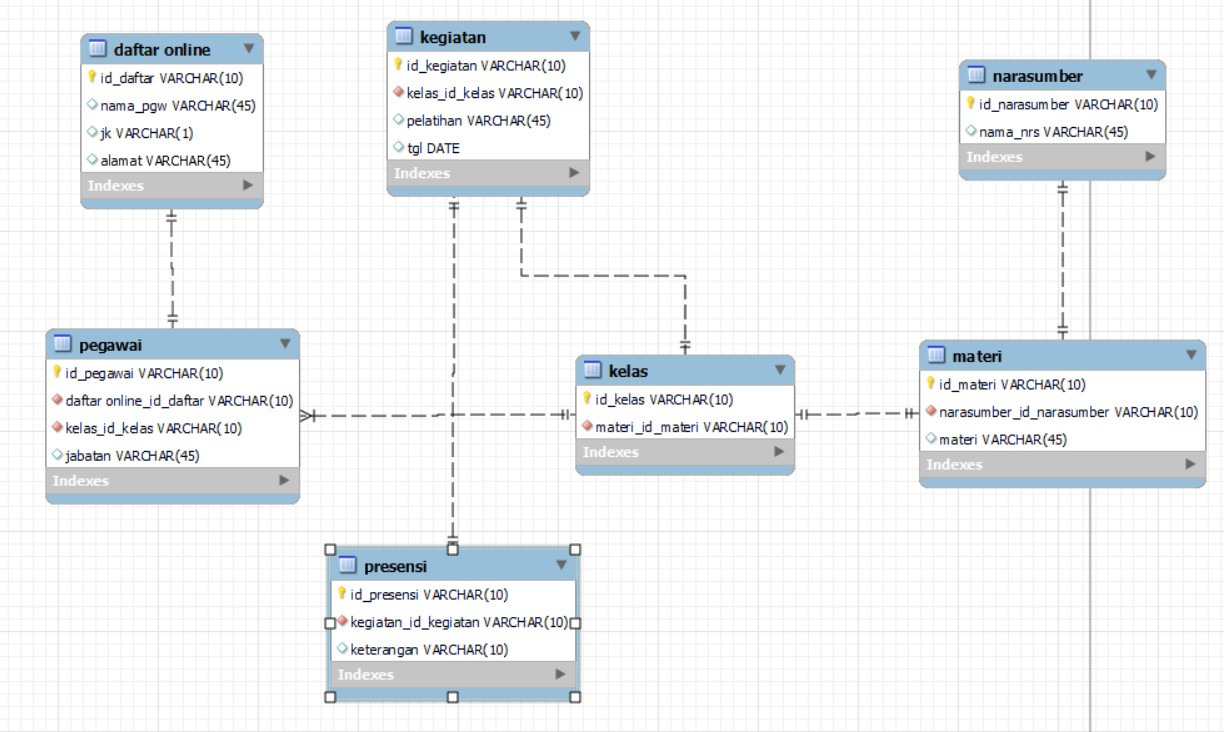 daftar online
id_daftar VARCHAR(10)
nama_pgw VARCHAR(45)
jk VARCHAR(1)
alamat VARCHAR(45)
Indexes
kegiatan
id_kegiatan VARCHAR(10)
kelas_id_kelas VARCHAR(10)
pelatihan VARCHAR(45)
tgl DATE
Indexes
narasumber
id_narasumber VARCHAR(10)
nama_nrs VARCHAR(45)
Indexes
pegawai
id_pegawai VARCHAR(10)
daftar online_id_daftar VARCHAR(10)
kelas_id_kelas VARCHAR(10)
jabatan VARCHAR(45)
Indexes
kelas
id_kelas VARCHAR(10)
materi_id_materi VARCHAR(10)
Indexes
materi
id_materi VARCHAR(10)
narasumber_id_narasumber VARCHAR(10)
materi VARCHAR(45)
Indexes
presensi
id_presensi VARCHAR(10)
kegiatan_id_kegiatan VARCHAR(10)
keterangan VARCHAR(10)
Indexes